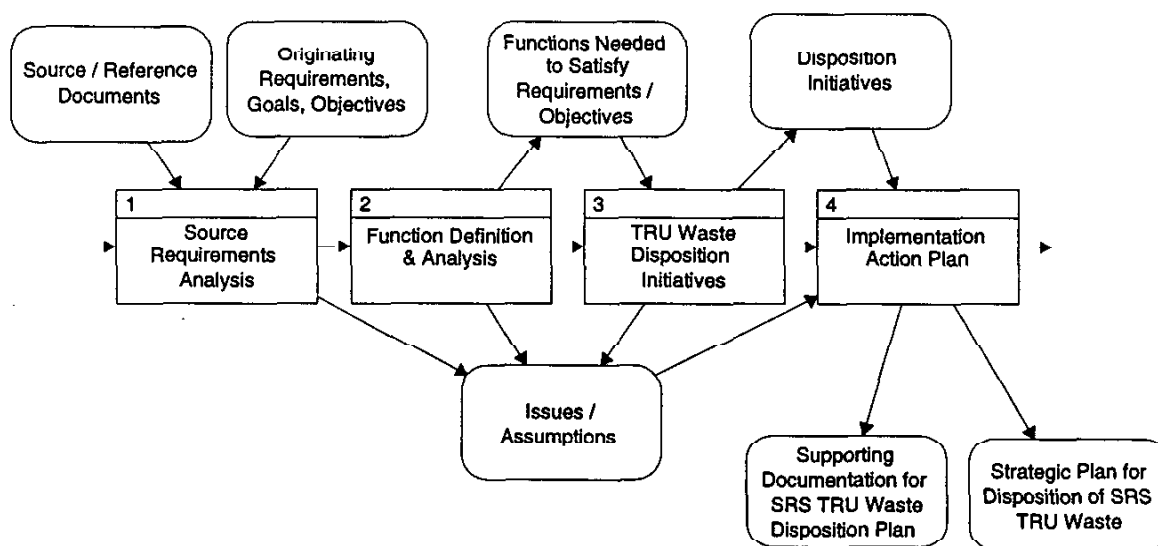 Source / Reference
Documents
Originating
Requirements,
Goals, Objectives
Functions Needed
to Satisfy
Requirements /
Objectives
Disposition
Initiatives
1
Source
Requirements
Analysis
2
Function Definition
& Analysis
3
TRU Waste
Disposition
Initiatives
4
Implementation
Action Plan
Issues /
Assumptions
Supporting
Documentation for
SRS TRU Waste
Disposition Plan
Strategic Plan for
Disposition of SRS
TRU Waste